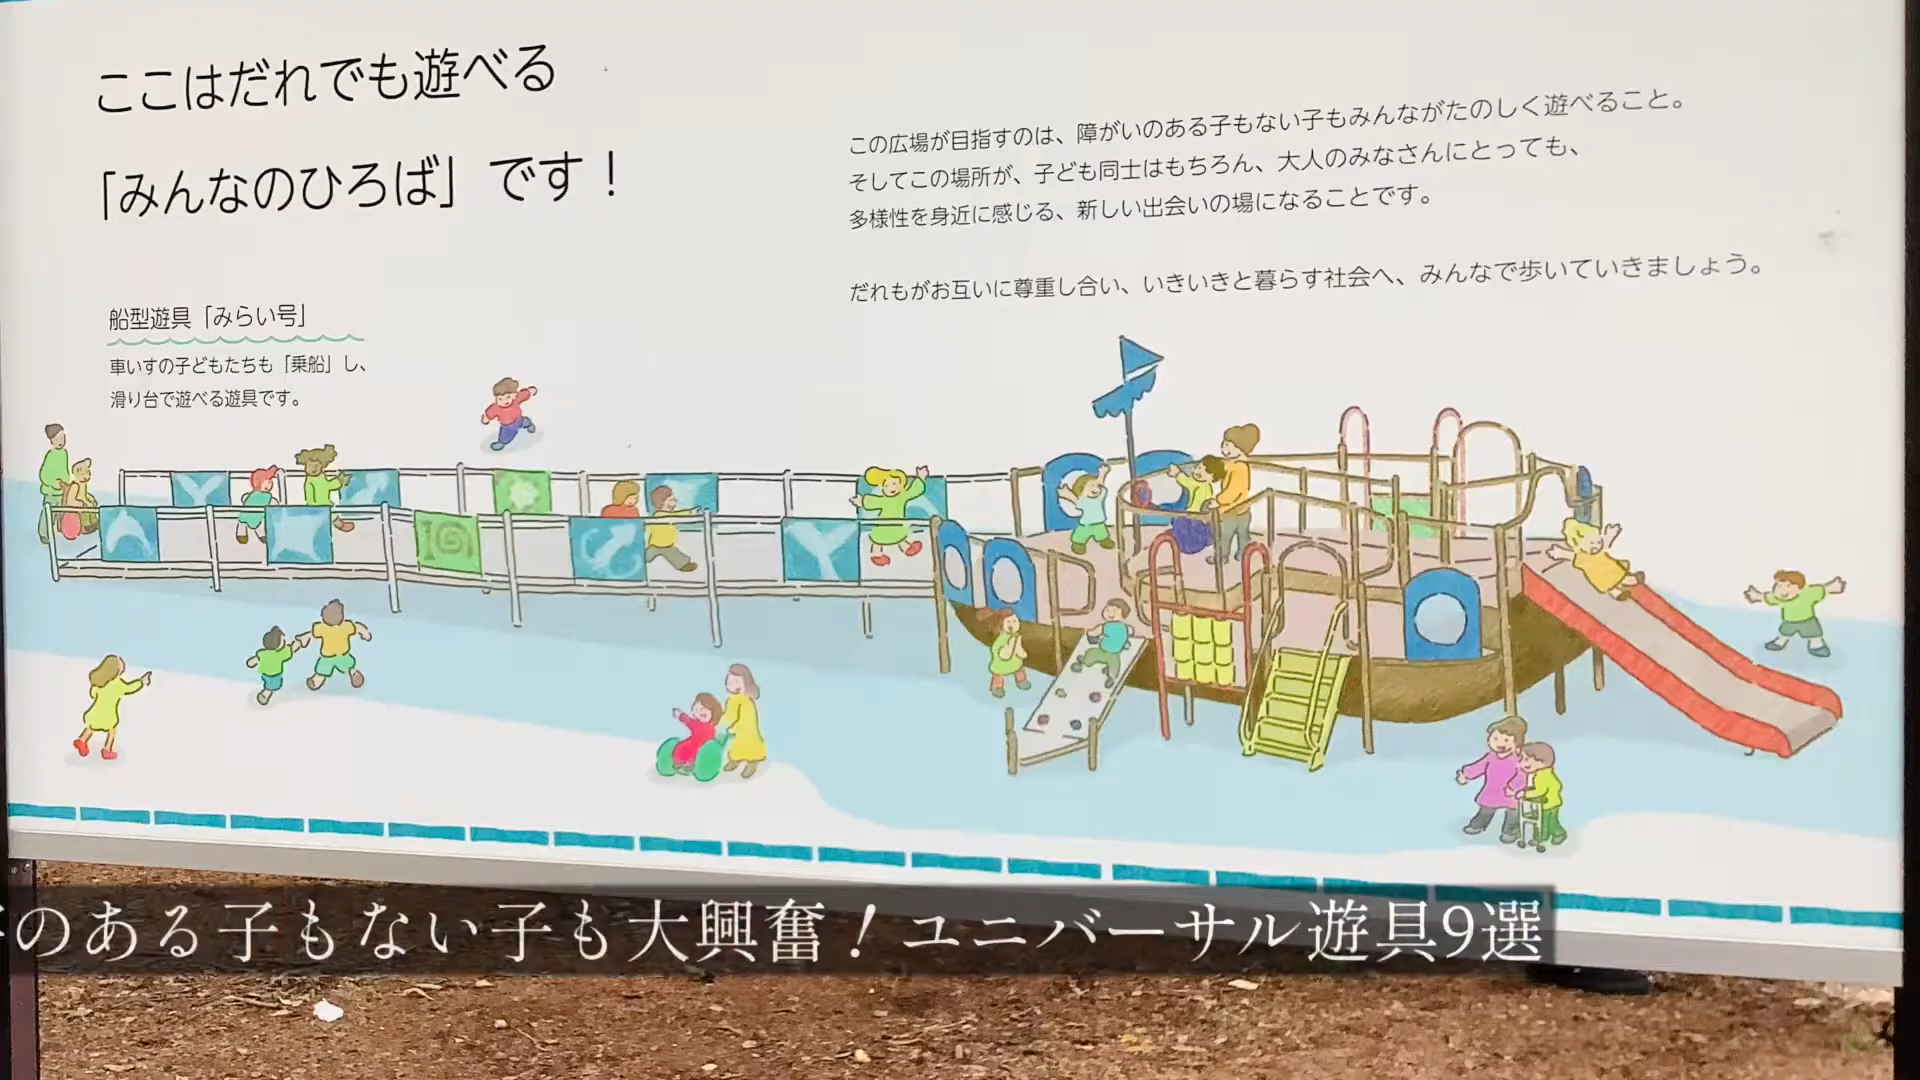 ここはだれでも遊べる
「みんなのひろば」です！
この広場が目指すのは、障がいのある子もない子もみんながたのしく遊べること。
そしてこの場所が、子ども同士はもちろん、大人のみなさんにとっても、
多様性を身近に感じる、新しい出会いの場になることです。
だれもがお互いに尊重し合い、いきいきと暮らす社会へ、みんなで歩いていきましょう。
船型遊具「みらい号」
車いすの子どもたちも「乗船」し、
滑り台で遊べる遊具です。
のある子もない子も大興奮！ユニバーサル遊具9選